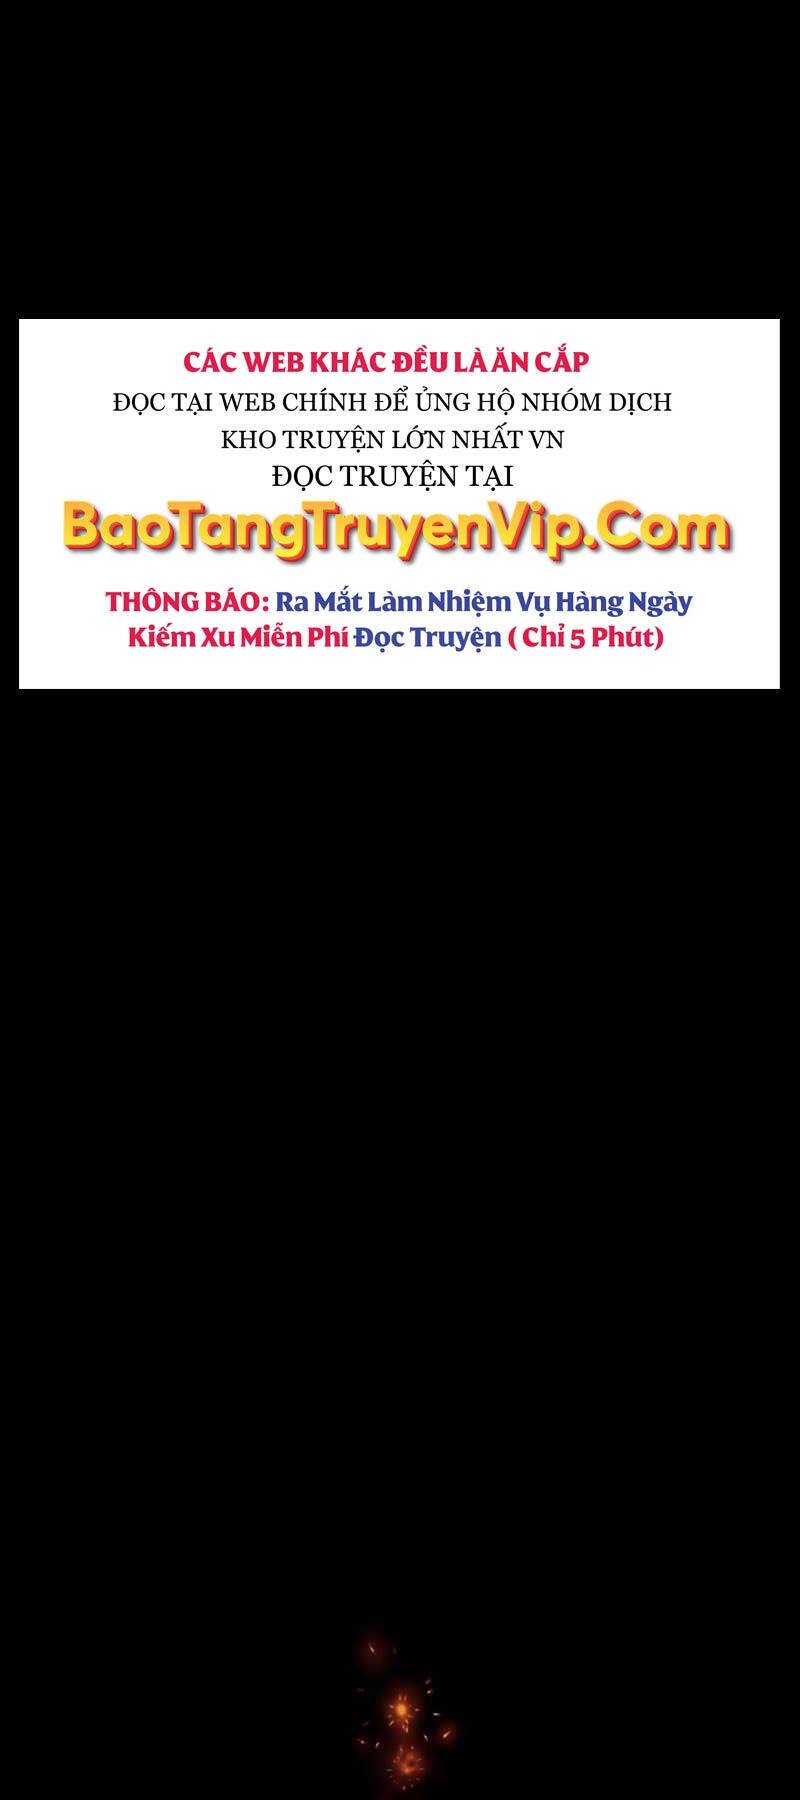 CÁC WEB KHÁC ĐỀU LÀ ĂN CẮP
ĐỌC TẠI WEB CHÍNH ĐỂ ỦNG HỘ NHÓM DỊCH
KHO TRUYỆN LỚN NHẤT VN
ĐỌC TRUYỆN TẠI
BaoTangTruyenVip.Com
THÔNG BÁO: Ra Mắt Làm Nhiệm Vụ Hàng Ngày
Kiếm Xu Miễn Phí Đọc Truyện ( Chỉ 5 Phút)